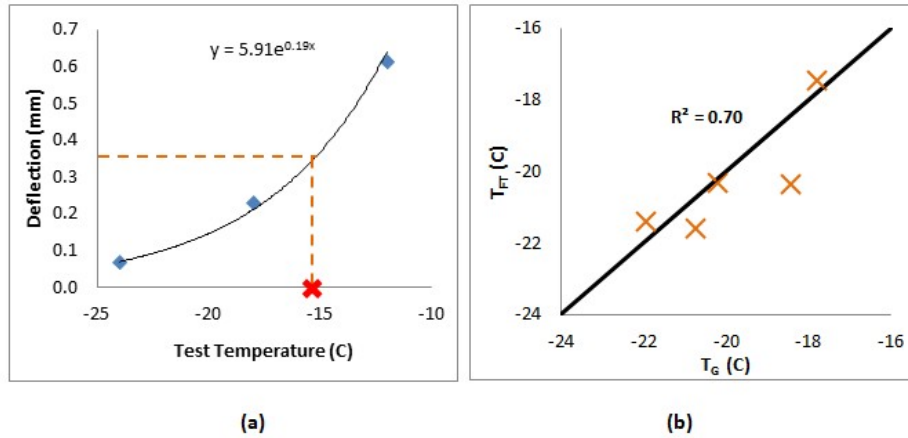 0.7
0.6
0.5
0.4
0.3
0.2
0.1
0.0
Deflection (mm)
y = 5.91e^0.19x
-25
-20
-15
-10
Test Temperature (C)
(a)
-16
-18
-20
-22
-24
T_FT (C)
R² = 0.70
-24
-22
-20
-18
-16
T_G (C)
(b)